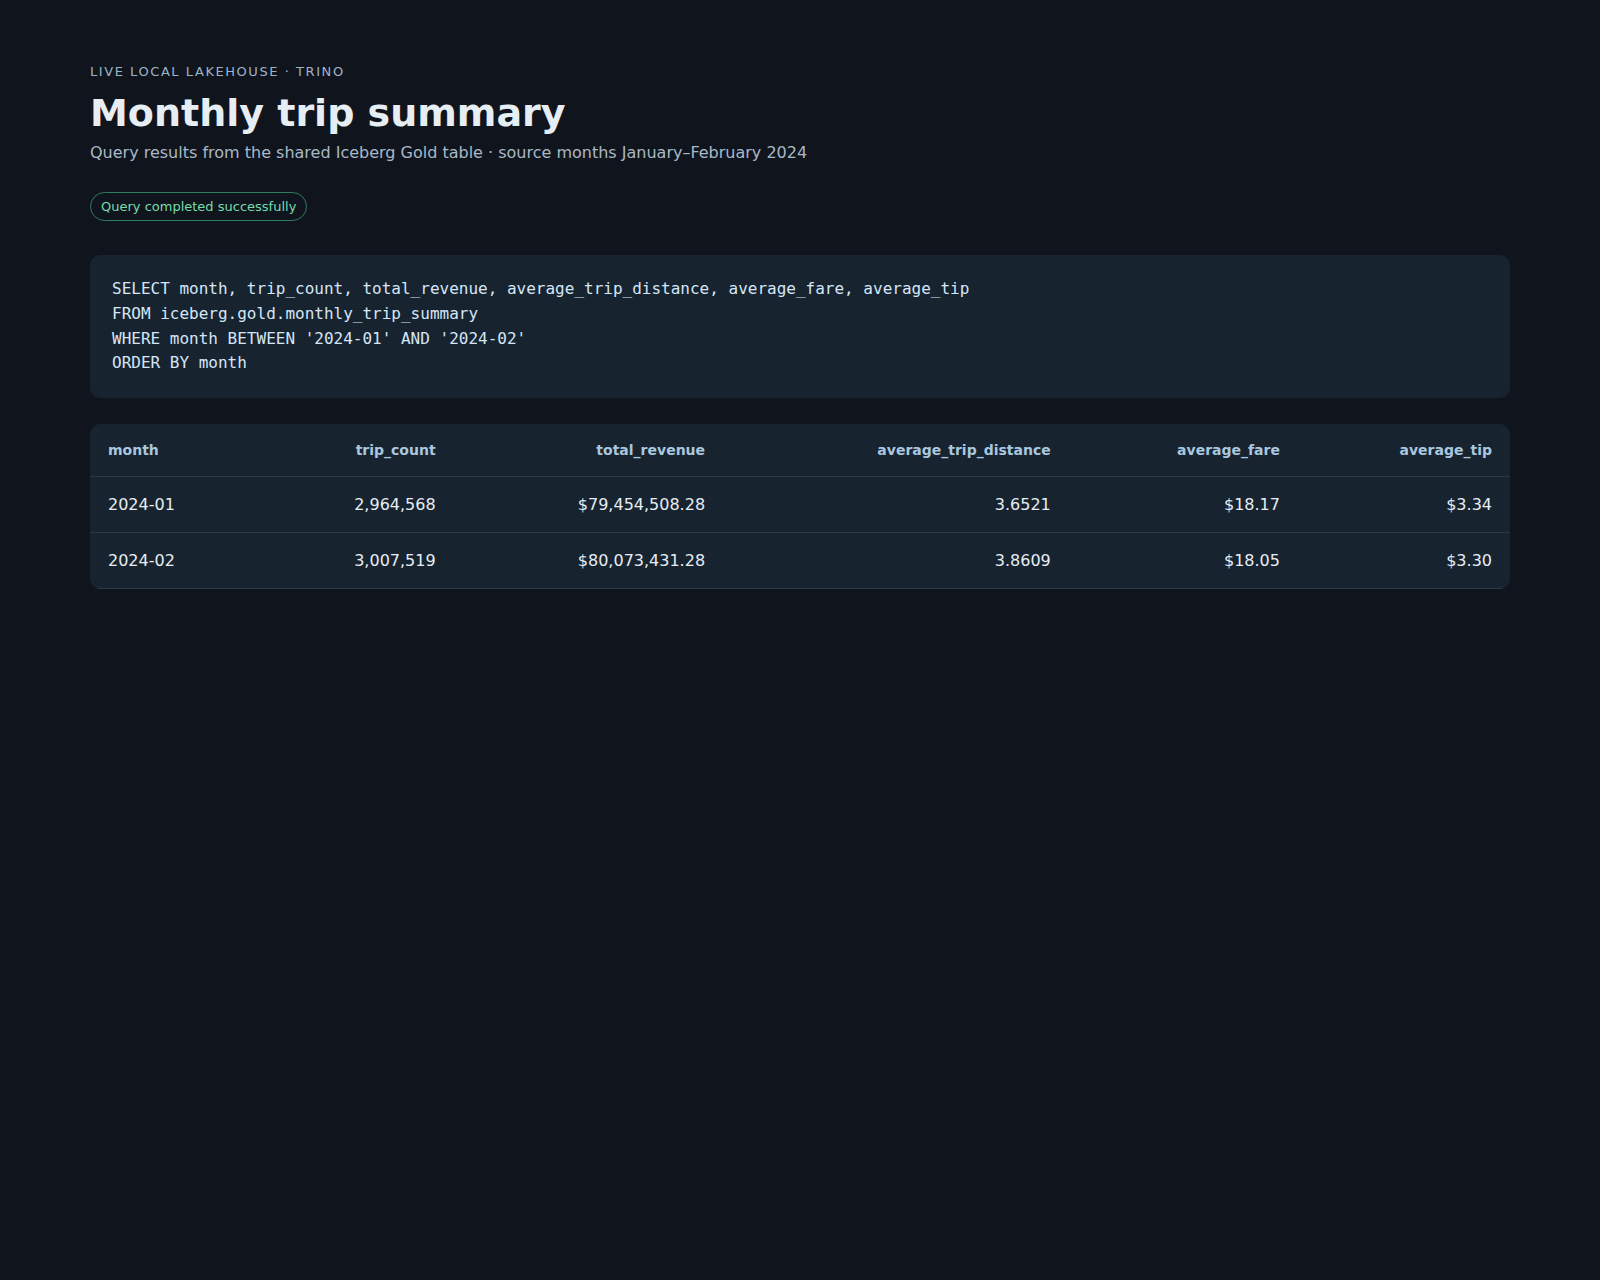 LIVE LOCAL LAKEHOUSE · TRINO
Monthly trip summary
Query results from the shared Iceberg Gold table · source months January–February 2024
Query completed successfully
SELECT month, trip_count, total_revenue, average_trip_distance, average_fare, average_tip
FROM iceberg.gold.monthly_trip_summary
WHERE month BETWEEN '2024-01' AND '2024-02'
ORDER BY month
month trip_count total_revenue average_trip_distance average_fare average_tip
2024-01 2,964,568 $79,454,508.28 3.6521 $18.17 $3.34
2024-02 3,007,519 $80,073,431.28 3.8609 $18.05 $3.30